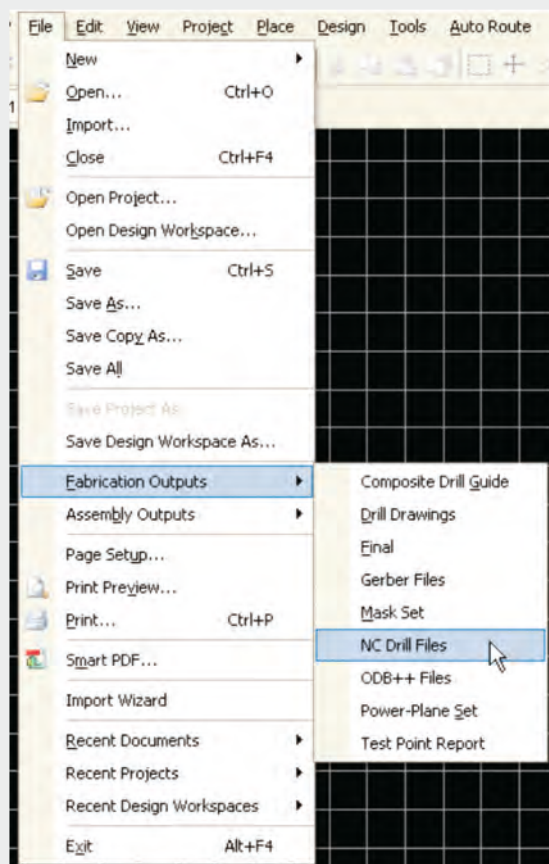 File Edit View Project Place Design Tools Auto Route
New
Open... Ctrl+O
1
Import...
Close Ctrl+F4
Open Project...
Open Design Workspace...
Save Ctrl+S
Save As...
Save Copy As...
Save All
Save Project As
Save Design Workspace As...
Fabrication Outputs
Composite Drill Guide
Assembly Outputs
Drill Drawings
Page Setup...
Final
Print Preview...
Gerber Files
Print... Ctrl+P
Mask Set
Smart PDF...
NC Drill Files
ODB++ Files
Import Wizard
Power-Plane Set
Recent Documents
Test Point Report
Recent Projects
Recent Design Workspaces
Exit Alt+F4